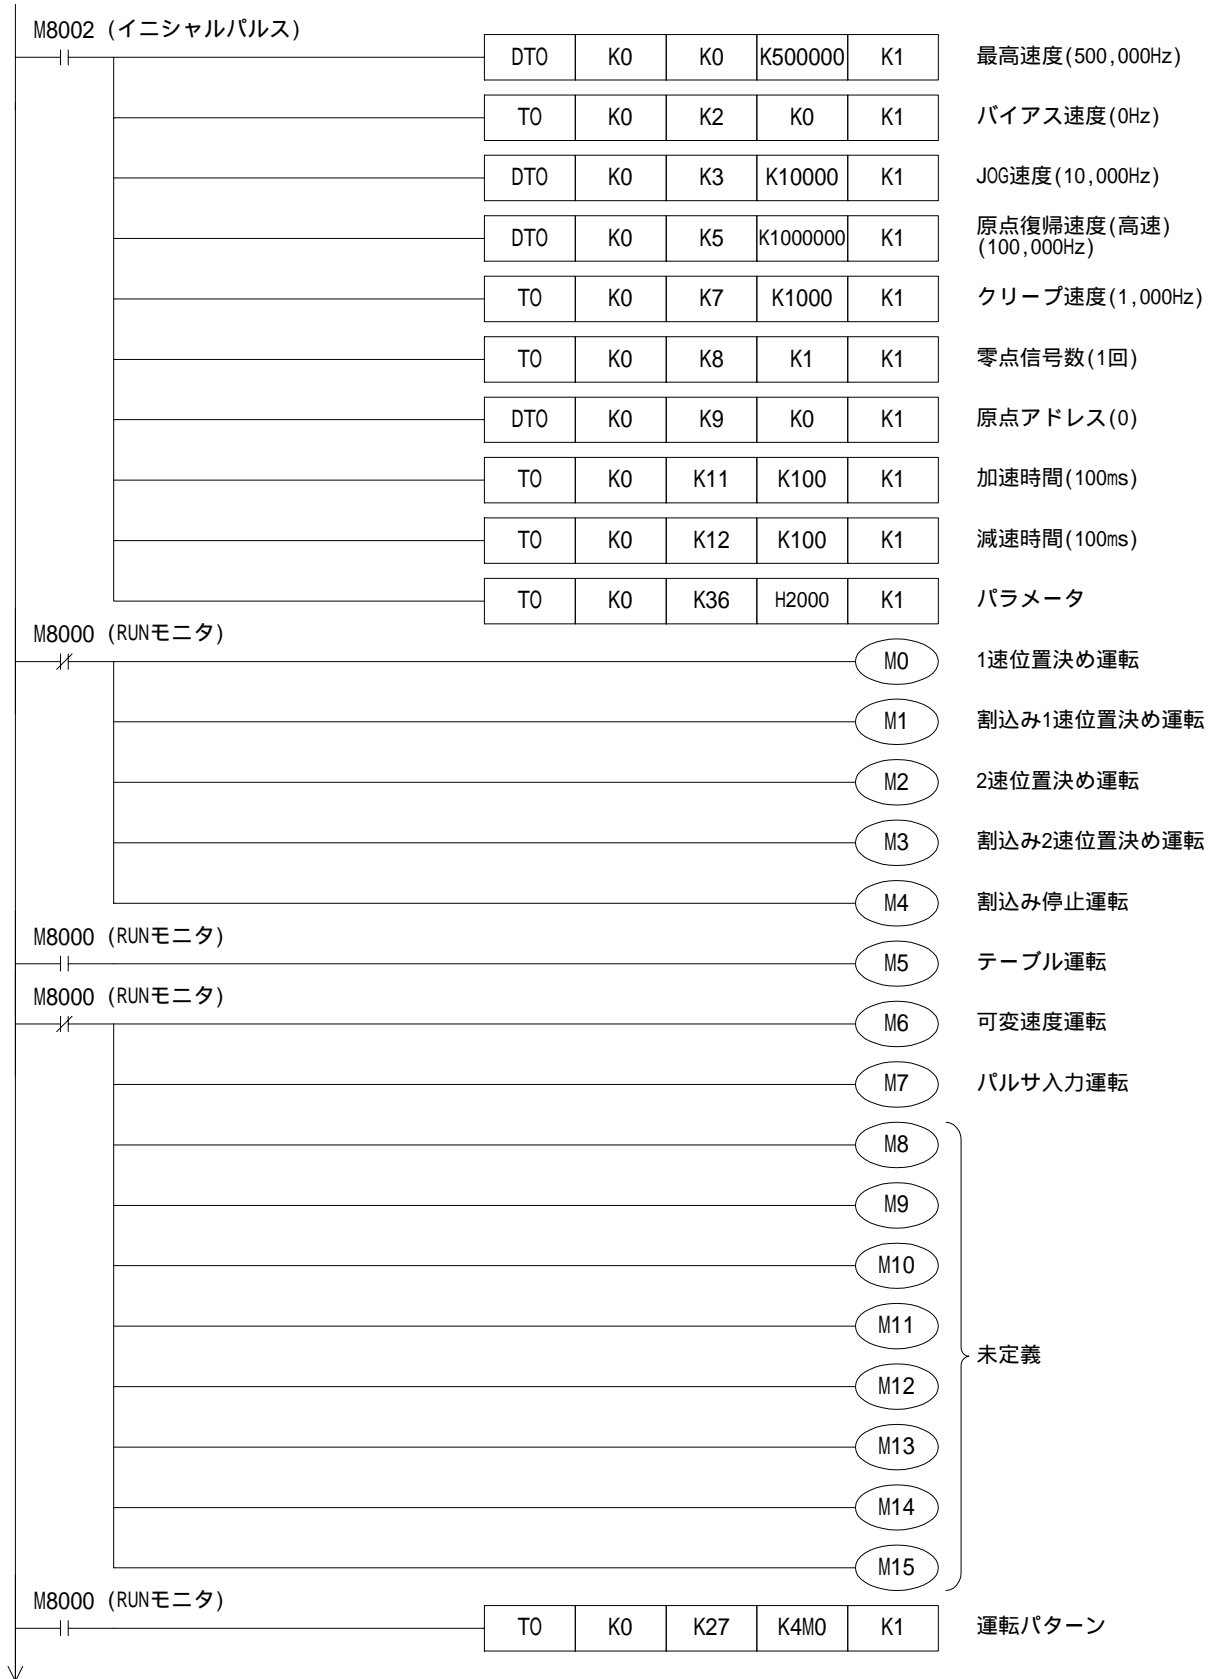 M8002 (イニシャルパルス)
DTO K0 K0 K500000 K1 最高速度(500,000Hz)
TO K0 K2 K0 K1 バイアス速度(0Hz)
DTO K0 K3 K10000 K1 JOG速度(10,000Hz)
DTO K0 K5 K1000000 K1 原点復帰速度(高速)
(100,000Hz)
TO K0 K7 K1000 K1 クリープ速度(1,000Hz)
TO K0 K8 K1 K1 零点信号数(1回)
DTO K0 K9 K0 K1 原点アドレス(0)
TO K0 K11 K100 K1 加速時間(100ms)
TO K0 K12 K100 K1 減速時間(100ms)
TO K0 K36 H2000 K1 パラメータ
M8000 (RUNモニタ)
M0 1速位置決め運転
M1 割込み1速位置決め運転
M2 2速位置決め運転
M3 割込み2速位置決め運転
M4 割込み停止運転
M8000 (RUNモニタ)
M5 テーブル運転
M8000 (RUNモニタ)
M6 可変速度運転
M7 パルサ入力運転
M8
M9
M10
M11
未定義
M12
M13
M14
M15
M8000 (RUNモニタ)
TO K0 K27 K4M0 K1 運転パターン